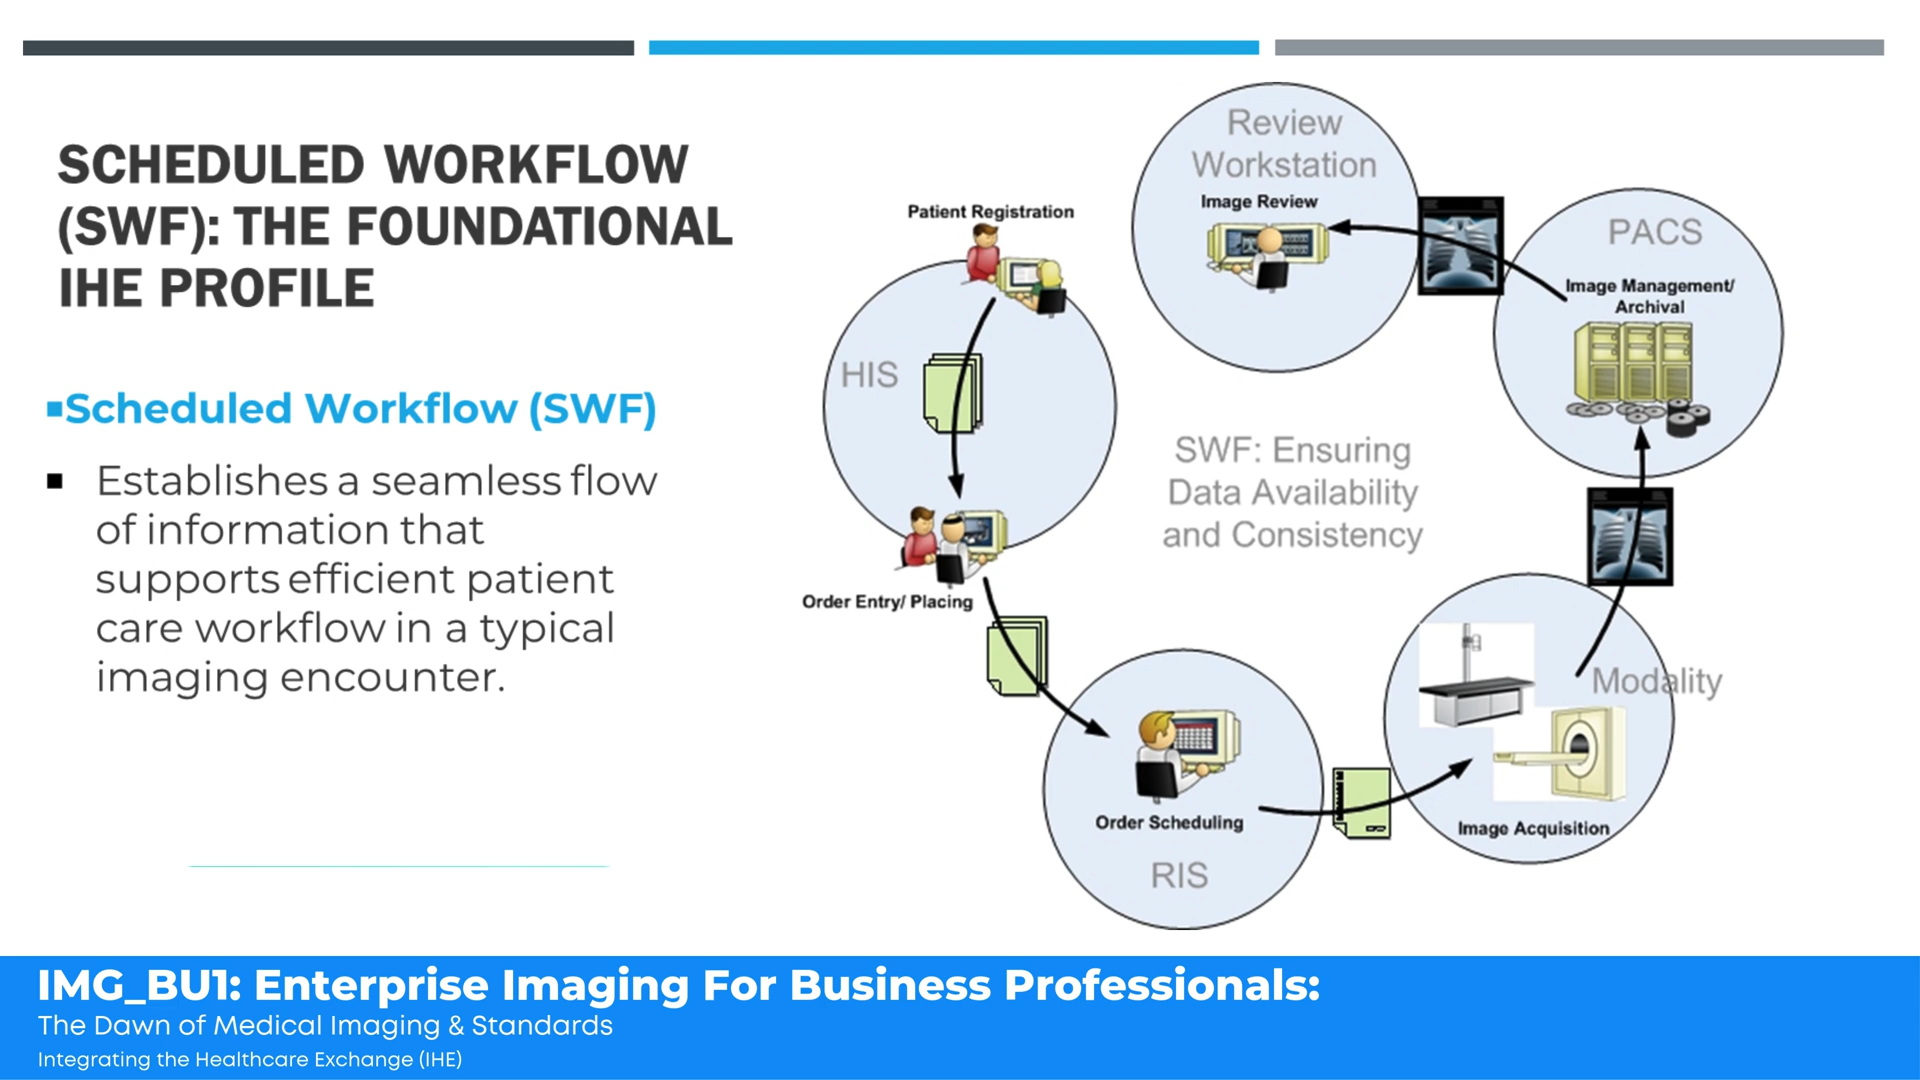 SCHEDULED WORKFLOW
(SWF): THE FOUNDATIONAL
IHE PROFILE
▪Scheduled Workflow (SWF)
▪ Establishes a seamless flow
of information that
supports efficient patient
care workflow in a typical
imaging encounter.
Patient Registration
HIS
Order Entry/ Placing
Order Scheduling
RIS
Image Acquisition
Modality
PACS
Image Management/
Archival
Review
Workstation
Image Review
SWF: Ensuring
Data Availability
and Consistency
IMG_BU1: Enterprise Imaging For Business Professionals:
The Dawn of Medical Imaging & Standards
Integrating the Healthcare Exchange (IHE)